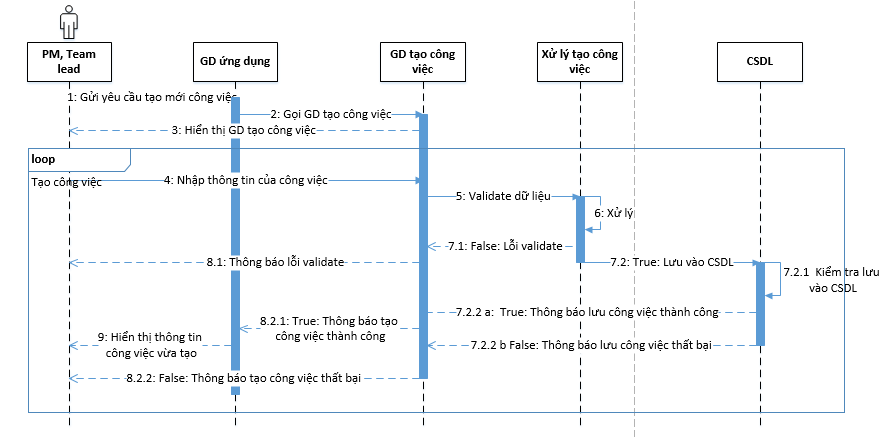 PM, Team
lead
GD ứng dụng
GD tạo công
việc
Xử lý tạo công
việc
CSDL
1: Gửi yêu cầu tạo mới công việc
2: Gọi GD tạo công việc
3: Hiển thị GD tạo công việc
loop
Tạo công việc
4: Nhập thông tin của công việc
5: Validate dữ liệu
6: Xử lý
7.1: False: Lỗi validate
8.1: Thông báo lỗi validate
7.2: True: Lưu vào CSDL
7.2.1 Kiểm tra lưu
vào CSDL
7.2.2 a: True: Thông báo lưu công việc thành công
8.2.1: True: Thông báo tạo
công việc thành công
9: Hiển thị thông tin
công việc vừa tạo
7.2.2 b False: Thông báo lưu công việc thất bại
8.2.2: False: Thông báo tạo công việc thất bại